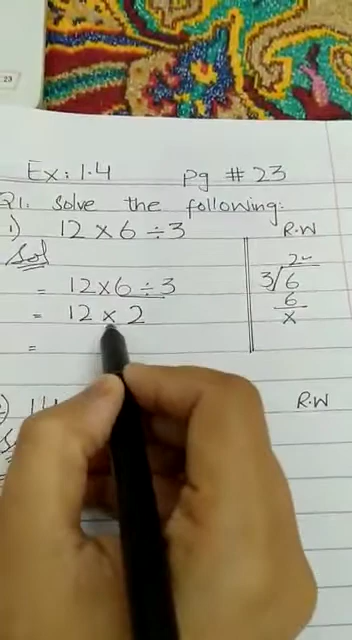 23
Ex: 1.4 Pg # 23
Q1. Solve the following:
i) 12 × 6 ÷ 3 R.W
Sol
= 12 × 6 ÷ 3
= 12 × 2
=
2
3 6
6
×
R.W